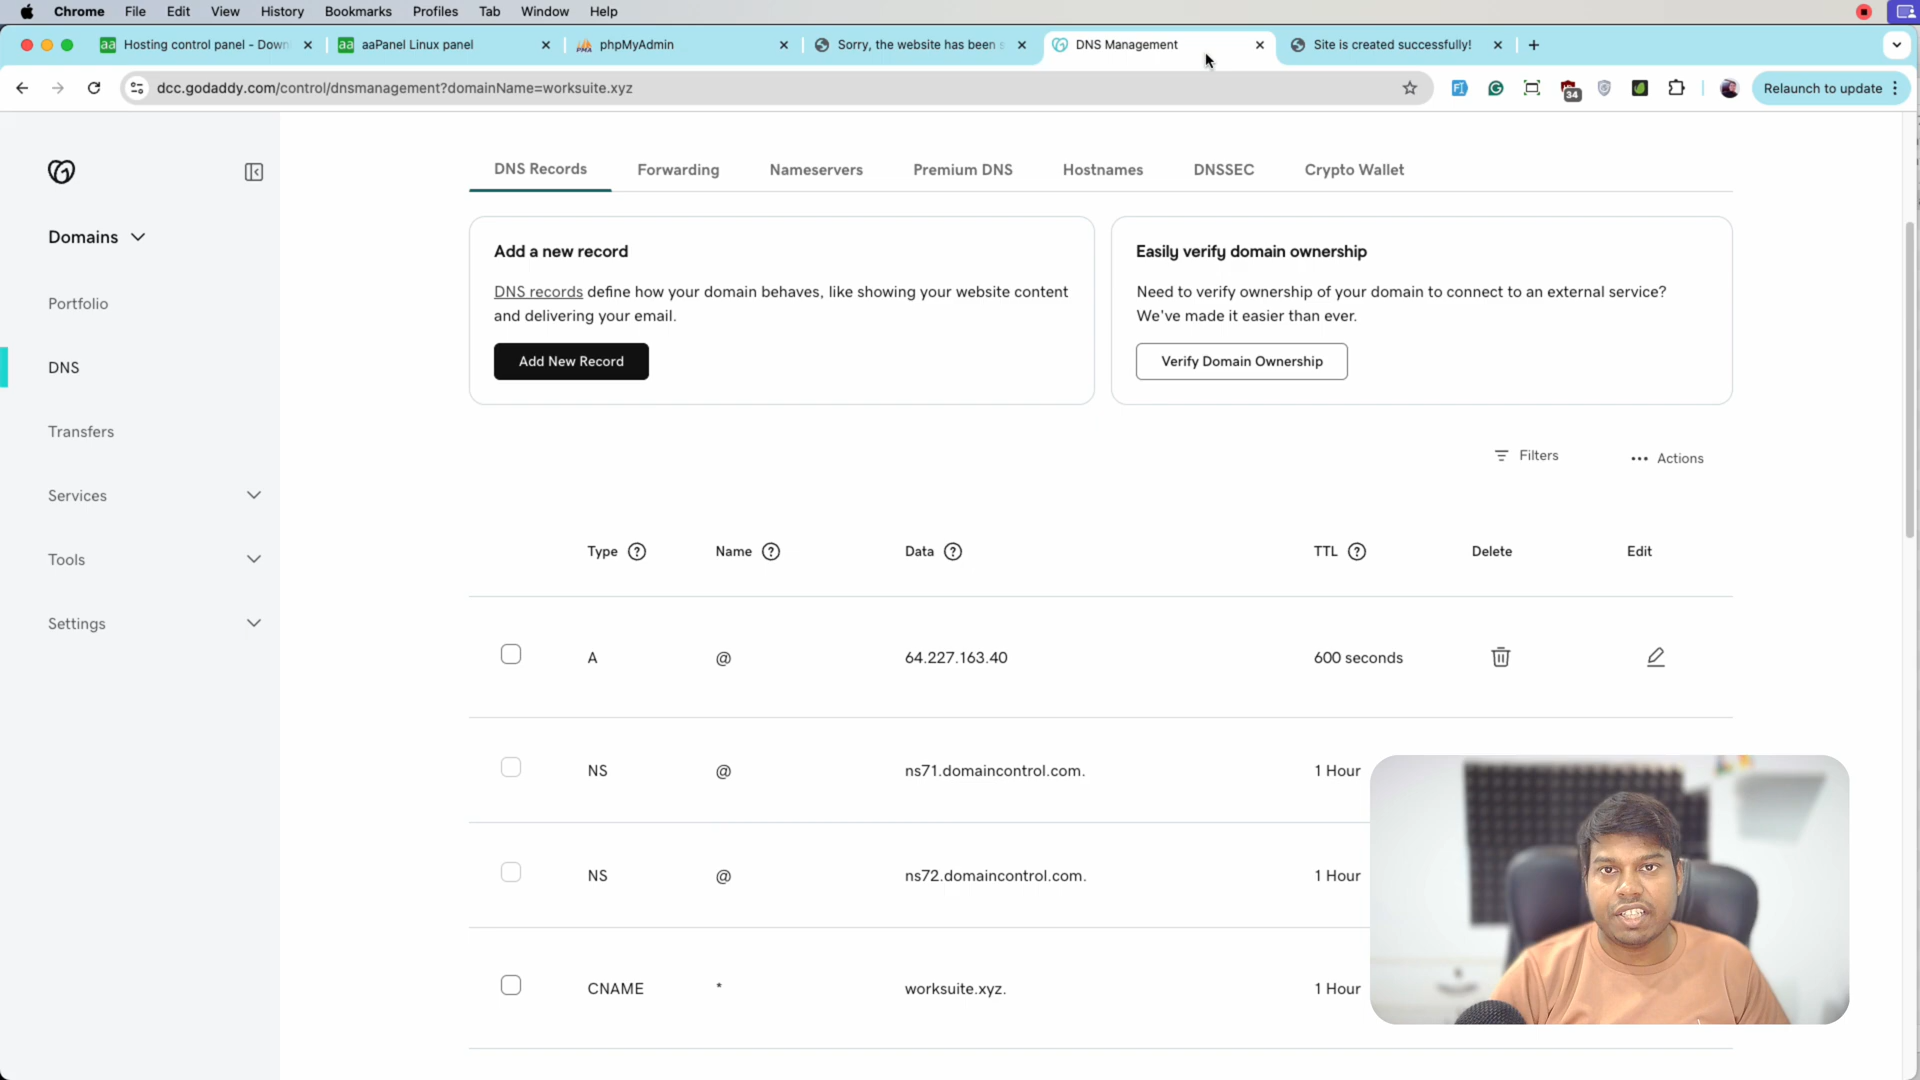 Chrome File Edit View History Bookmarks Profiles Tab Window Help
aa Hosting control panel - Down aa aaPanel Linux panel PMA phpMyAdmin Sorry, the website has been s DNS Management Site is created successfully!
dcc.godaddy.com/control/dnsmanagement?domainName=worksuite.xyz 34 Relaunch to update
DNS Records Forwarding Nameservers Premium DNS Hostnames DNSSEC Crypto Wallet
Domains
Portfolio
DNS
Transfers
Services
Tools
Settings
Add a new record
DNS records define how your domain behaves, like showing your website content
and delivering your email.
Add New Record
Easily verify domain ownership
Need to verify ownership of your domain to connect to an external service?
We've made it easier than ever.
Verify Domain Ownership
Filters ... Actions
Type ? Name ? Data ? TTL ? Delete Edit
A @ 64.227.163.40 600 seconds
NS @ ns71.domaincontrol.com. 1 Hour
NS @ ns72.domaincontrol.com. 1 Hour
CNAME * worksuite.xyz. 1 Hour